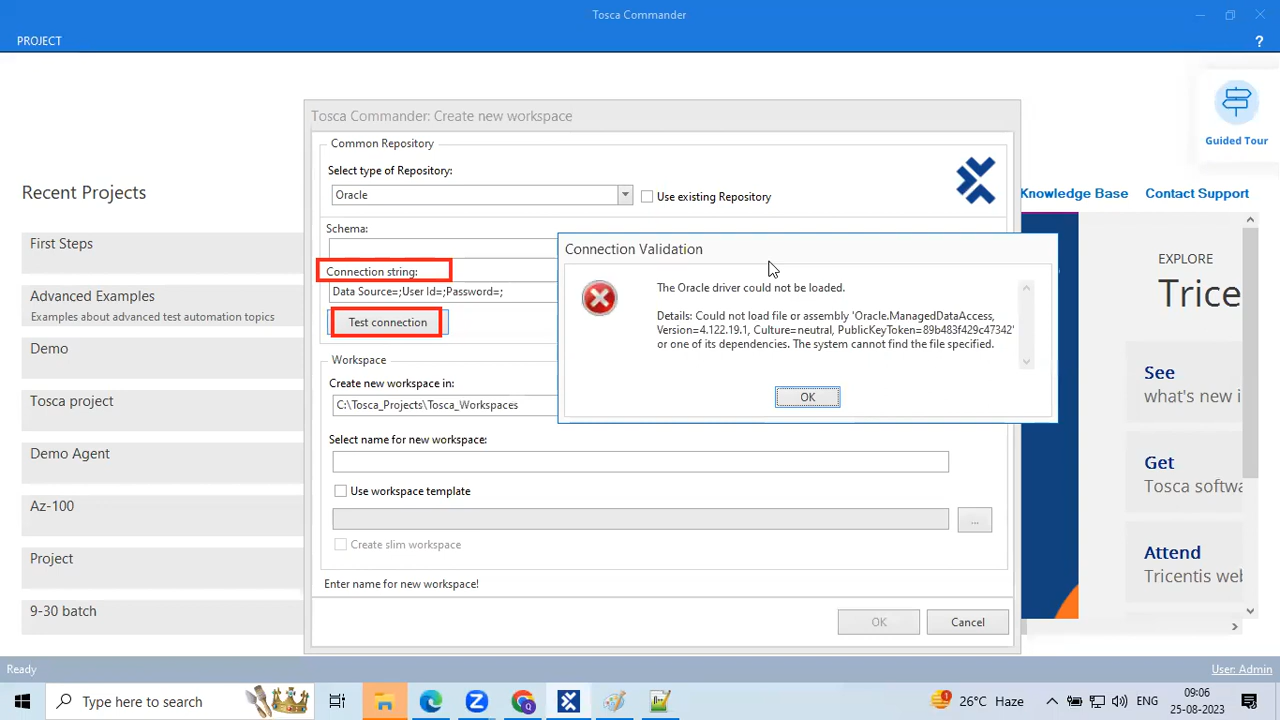 Tosca Commander
PROJECT
?
Guided Tour
Tosca Commander: Create new workspace
Common Repository
Select type of Repository:
Oracle
Use existing Repository
Recent Projects
Knowledge Base
Contact Support
Schema:
First Steps
Connection Validation
EXPLORE
Connection string:
Data Source=;User Id=;Password=;
The Oracle driver could not be loaded.
Trice
Advanced Examples
Examples about advanced test automation topics
Test connection
Details: Could not load file or assembly 'Oracle.ManagedDataAccess,
Version=4.122.19.1, Culture=neutral, PublicKeyToken=89b483f429c47342'
or one of its dependencies. The system cannot find the file specified.
Demo
Workspace
See
what's new i
Create new workspace in:
C:\Tosca_Projects\Tosca_Workspaces
OK
Tosca project
Select name for new workspace:
Demo Agent
Get
Tosca softwa
Use workspace template
Az-100
...
Create slim workspace
Project
Attend
Tricentis web
Enter name for new workspace!
9-30 batch
OK
Cancel
Ready
User: Admin
Type here to search
1
26°C Haze
ENG
09:06
25-08-2023